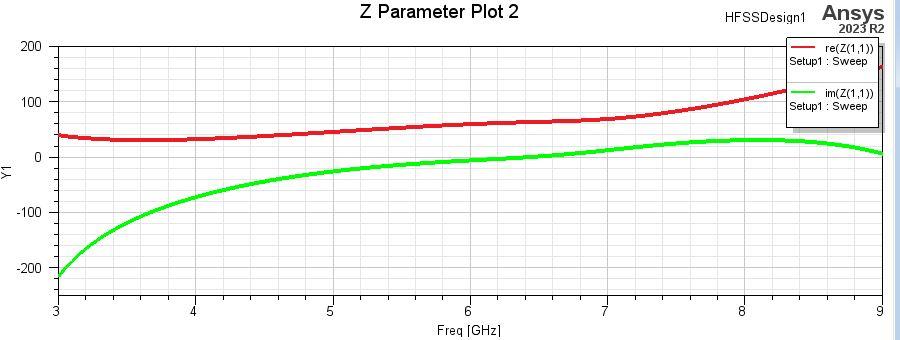 Z Parameter Plot 2
HFSSDesign1
Ansys
2023 R2
re(Z(1,1))
Setup1 : Sweep
im(Z(1,1))
Setup1 : Sweep
200
100
0
-100
-200
Y1
3 4 5 6 7 8 9
Freq [GHz]